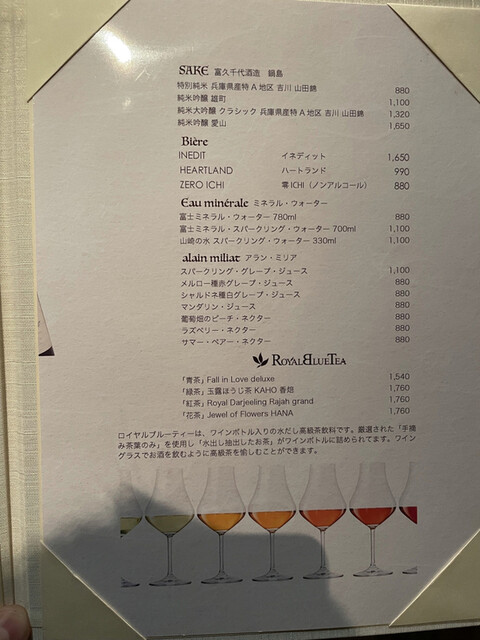 SAKE 富久千代酒造 鍋島
特別純米 兵庫県産特A地区 吉川 山田錦 880
純米吟醸 雄町 1,100
純米大吟醸 クラシック 兵庫県産特A地区 吉川 山田錦 1,320
純米吟醸 愛山 1,650
Bière
INEDIT イネディット 1,650
HEARTLAND ハートランド 990
ZERO ICHI 零ICHI（ノンアルコール） 880
Eau minérale ミネラル・ウォーター
富士ミネラル・ウォーター 780ml 880
富士ミネラル・スパークリング・ウォーター 700ml 1,100
山崎の水 スパークリング・ウォーター 330ml 1,100
alain miliat アラン・ミリア
スパークリング・グレープ・ジュース 1,100
メルロー種赤グレープ・ジュース 880
シャルドネ種白グレープ・ジュース 880
マンダリン・ジュース 880
葡萄畑のピーチ・ネクター 880
ラズベリー・ネクター 880
サマー・ペアー・ネクター 880
ROYALBLUETEA
「青茶」Fall in Love deluxe 1,540
「緑茶」玉露ほうじ茶 KAHO 香焙 1,760
「紅茶」Royal Darjeeling Rajah grand 1,760
「花茶」Jewel of Flowers HANA 1,760
ロイヤルブルーティーは、ワインボトル入りの水だし高級茶飲料です。厳選された「手摘
み茶葉のみ」を使用し「水出し抽出したお茶」がワインボトルに詰められてます。ワイン
グラスでお酒を飲むように高級茶を愉しむことができます。